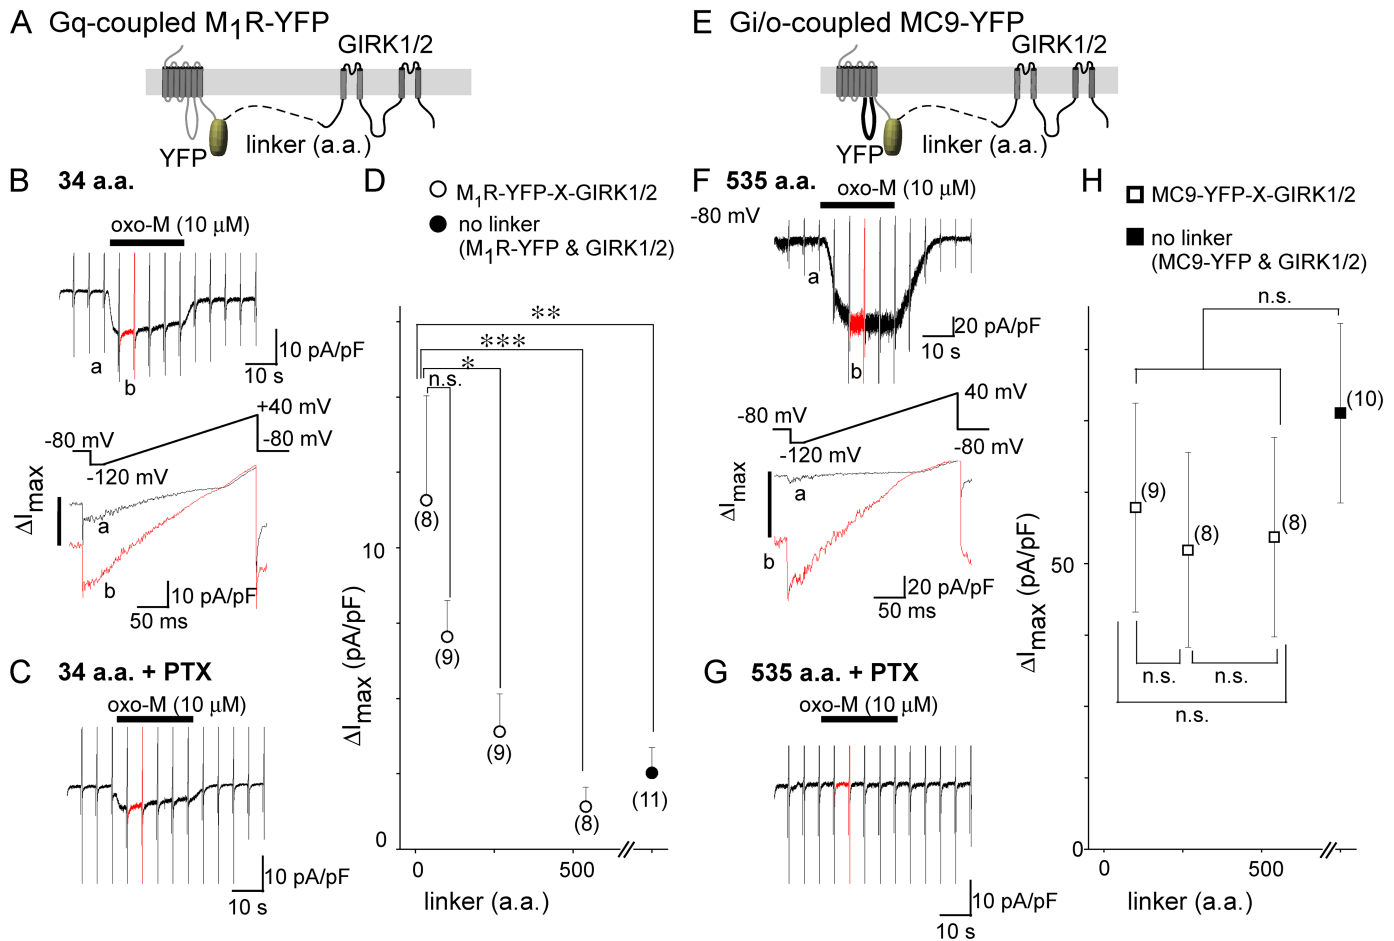 A Gq-coupled M1R-YFP
GIRK1/2
YFP
linker (a.a.)
B 34 a.a.
oxo-M (10 µM)
a
b
10 pA/pF
10 s
+40 mV
-80 mV
-80 mV
-120 mV
ΔImax
a
b
10 pA/pF
50 ms
C 34 a.a. + PTX
oxo-M (10 µM)
10 pA/pF
10 s
D
M1R-YFP-X-GIRK1/2
no linker
(M1R-YFP & GIRK1/2)
**
***
*
n.s.
(8)
(9)
(9)
(8)
(11)
10
0
ΔImax (pA/pF)
0 500
linker (a.a.)
E Gi/o-coupled MC9-YFP
GIRK1/2
YFP
linker (a.a.)
F 535 a.a.
oxo-M (10 µM)
-80 mV
a
b
20 pA/pF
10 s
40 mV
-80 mV
-80 mV
-120 mV
ΔImax
a
b
20 pA/pF
50 ms
G 535 a.a. + PTX
oxo-M (10 µM)
10 pA/pF
10 s
H
MC9-YFP-X-GIRK1/2
no linker
(MC9-YFP & GIRK1/2)
n.s.
(10)
(9)
(8)
(8)
n.s.
n.s.
n.s.
50
0
ΔImax (pA/pF)
0 500
linker (a.a.)